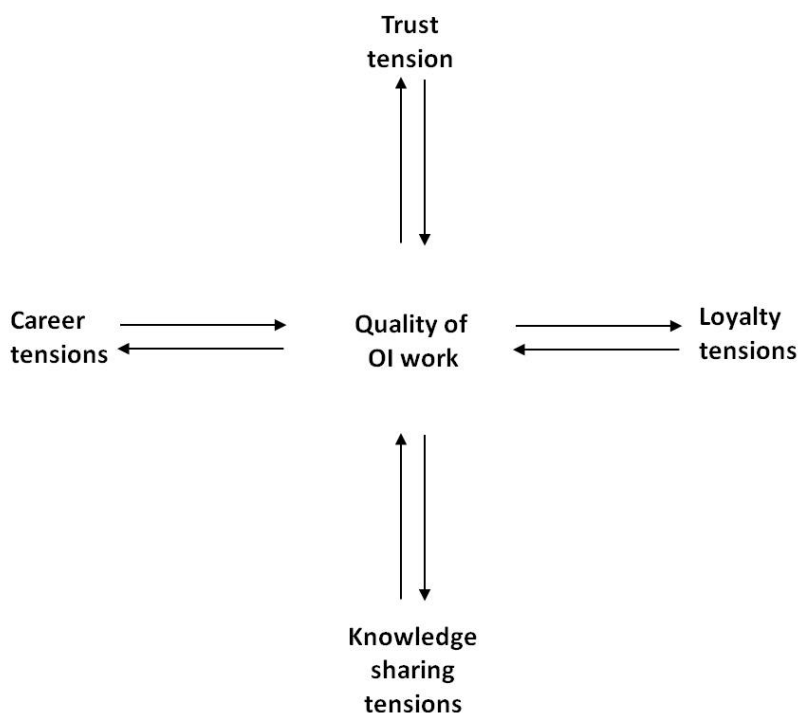 Trust
tension
Career
tensions
Quality of
OI work
Loyalty
tensions
Knowledge
sharing
tensions